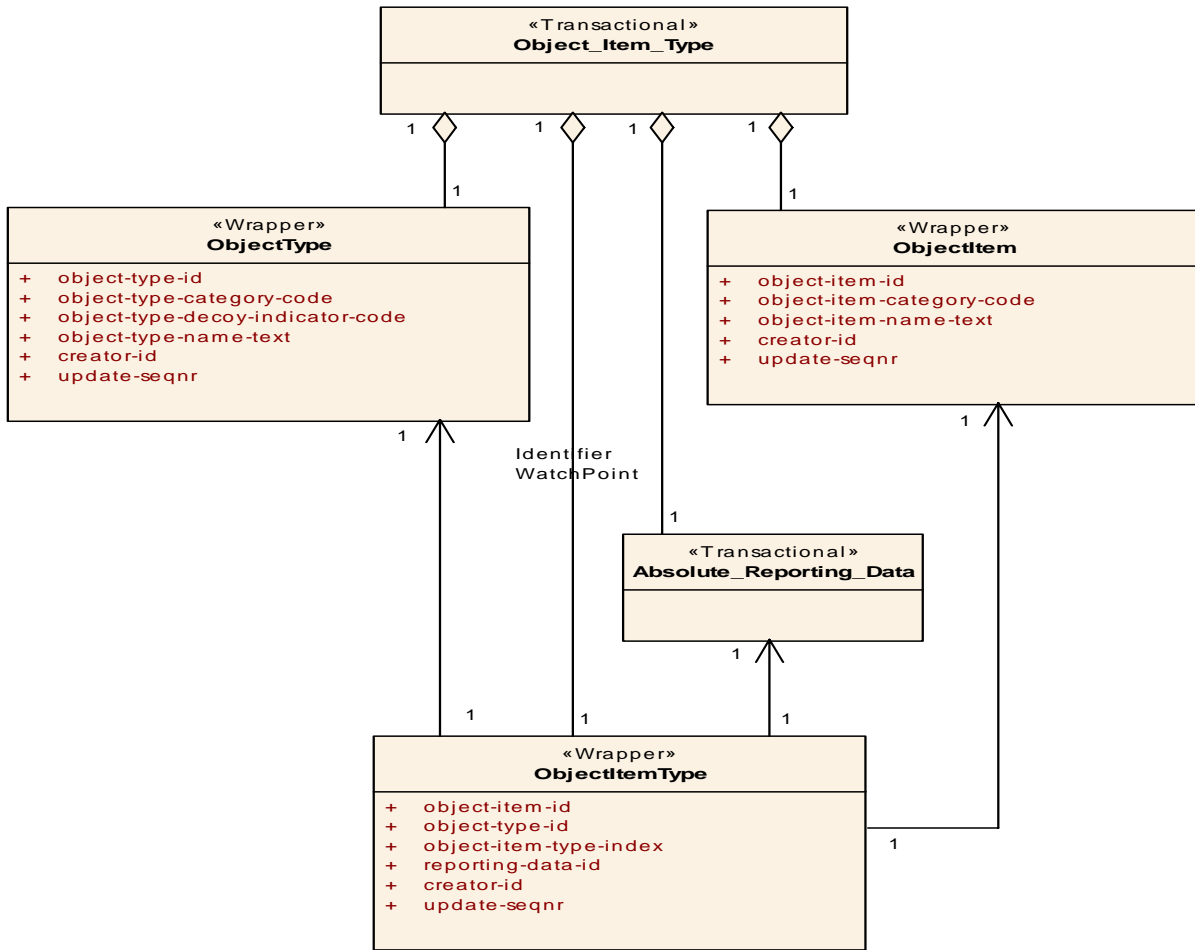 «Transactional»
Object_Item_Type
1 1 1 1
1 1
«Wrapper»
ObjectType
+ object-type-id
+ object-type-category-code
+ object-type-decoy-indicator-code
+ object-type-name-text
+ creator-id
+ update-seqnr
«Wrapper»
ObjectItem
+ object-item-id
+ object-item-category-code
+ object-item-name-text
+ creator-id
+ update-seqnr
1 1
Identifier
WatchPoint
1
«Transactional»
Absolute_Reporting_Data
1
1 1 1
«Wrapper»
ObjectItemType
+ object-item-id
+ object-type-id
+ object-item-type-index
+ reporting-data-id
+ creator-id
+ update-seqnr
1